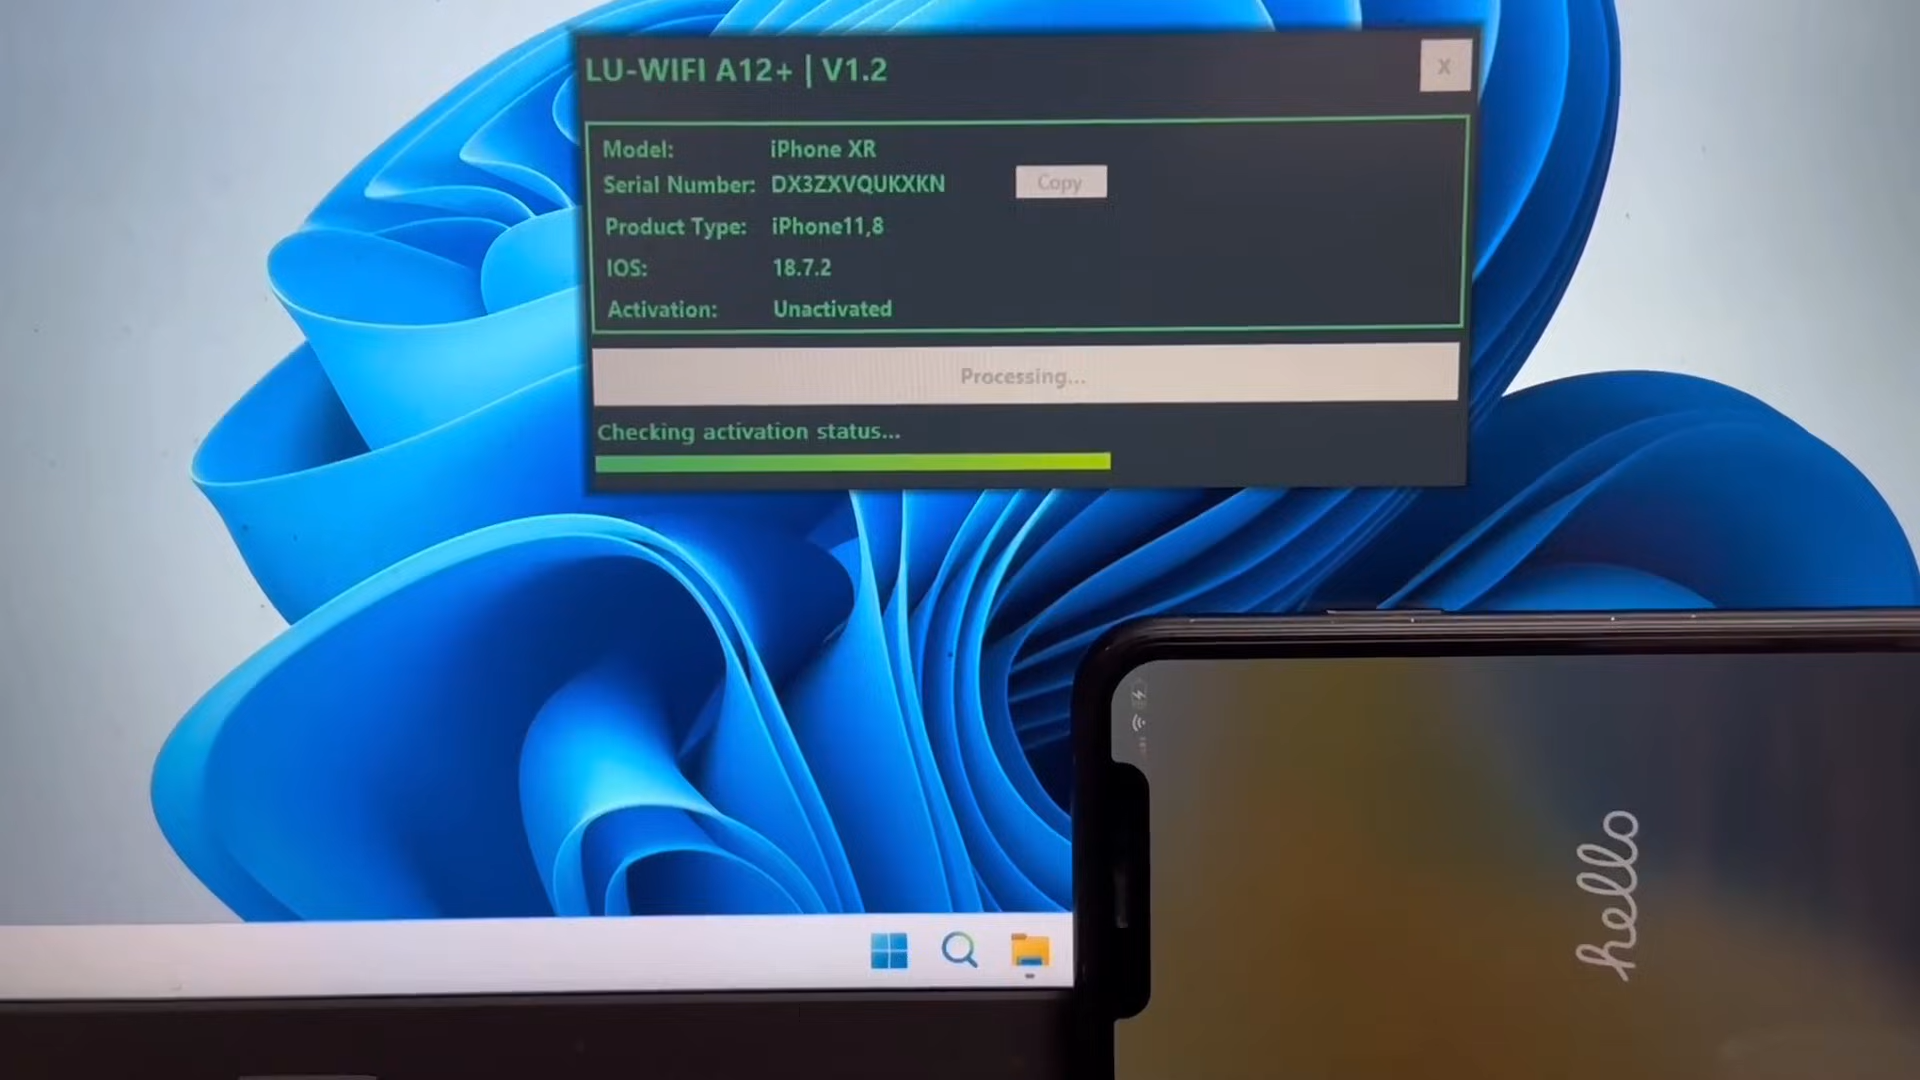 LU-WIFI A12+ | V1.2
X
Model: iPhone XR
Serial Number: DX3ZXVQUKXKN Copy
Product Type: iPhone11,8
IOS: 18.7.2
Activation: Unactivated
Processing...
Checking activation status...
hello